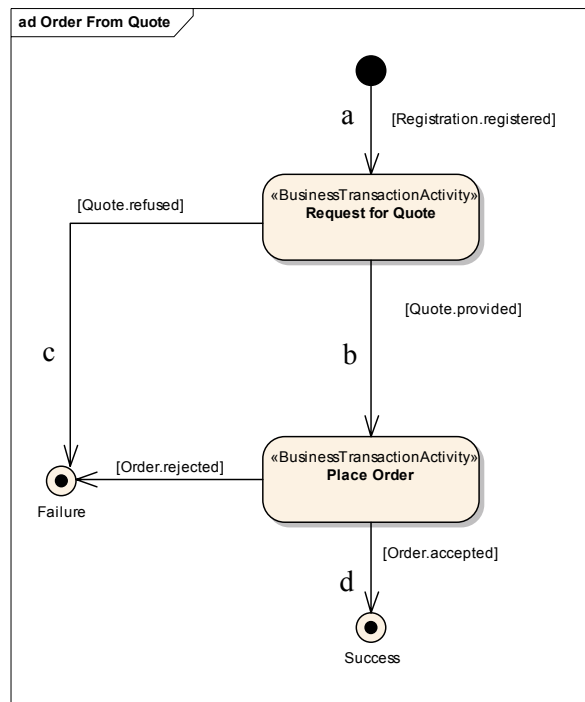 ad Order From Quote
a
[Registration.registered]
«BusinessTransactionActivity»
Request for Quote
[Quote.refused]
[Quote.provided]
c
b
«BusinessTransactionActivity»
Place Order
[Order.rejected]
Failure
[Order.accepted]
d
Success